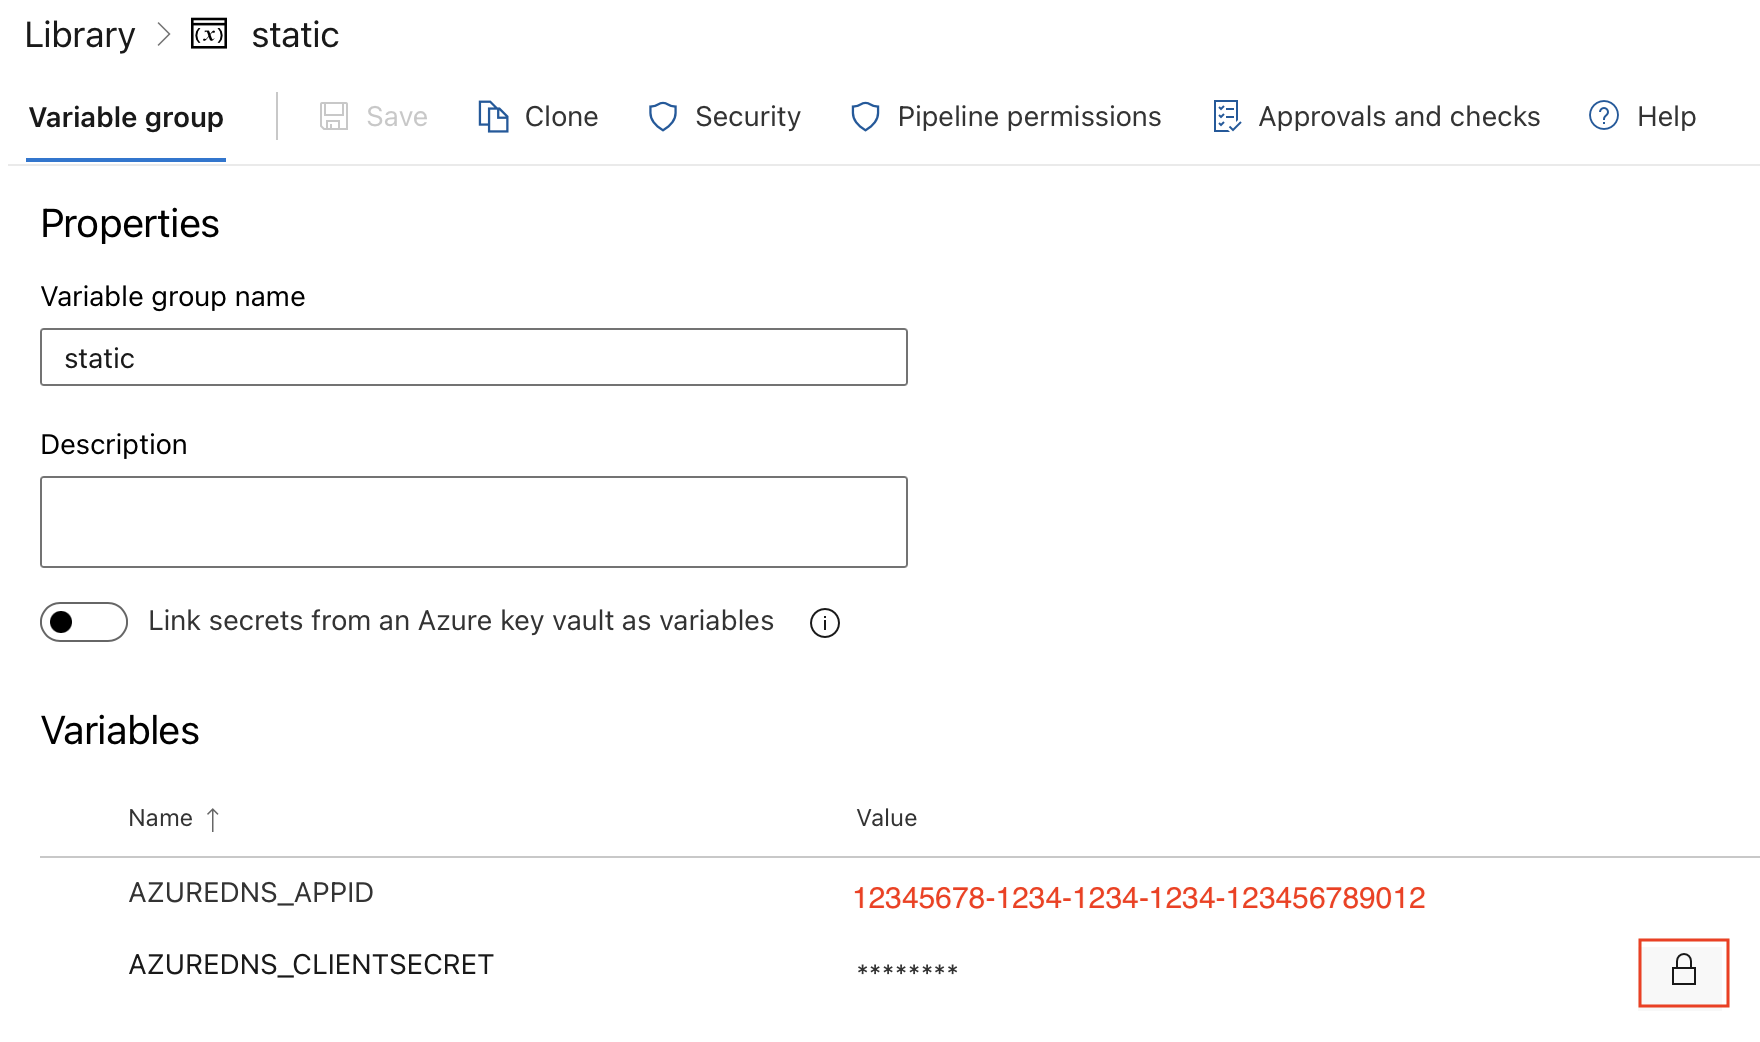 Library > (x) static
Variable group Save Clone Security Pipeline permissions Approvals and checks ? Help
Properties
Variable group name
static
Description
Link secrets from an Azure key vault as variables i
Variables
Name ↑ Value
AZUREDNS_APPID 12345678-1234-1234-1234-123456789012
AZUREDNS_CLIENTSECRET ********